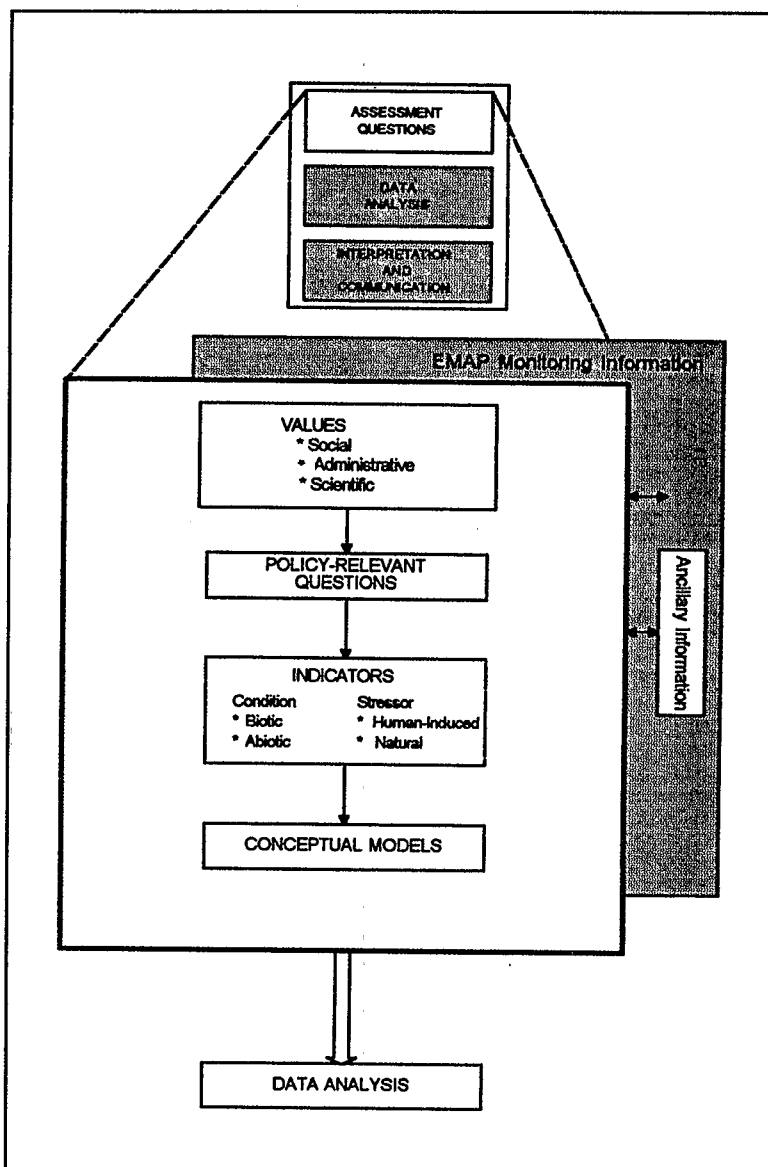 ASSESSMENT
QUESTIONS
DATA
ANALYSIS
INTERPRETATION
AND
COMMUNICATION
EMAP Monitoring Information
VALUES
* Social
* Administrative
* Scientific
POLICY-RELEVANT
QUESTIONS
Ancillary Information
INDICATORS
Condition
* Biotic
* Abiotic
Stressor
* Human-Induced
* Natural
CONCEPTUAL MODELS
DATA ANALYSIS